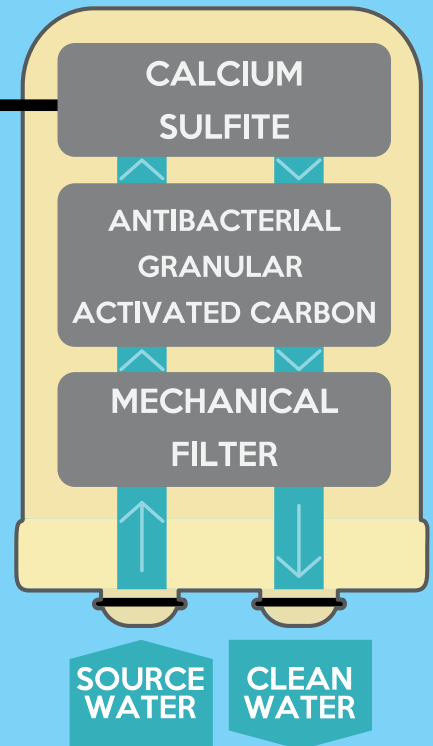 CALCIUM
SULFITE
ANTIBACTERIAL
GRANULAR
ACTIVATED CARBON
MECHANICAL
FILTER
SOURCE
WATER
CLEAN
WATER